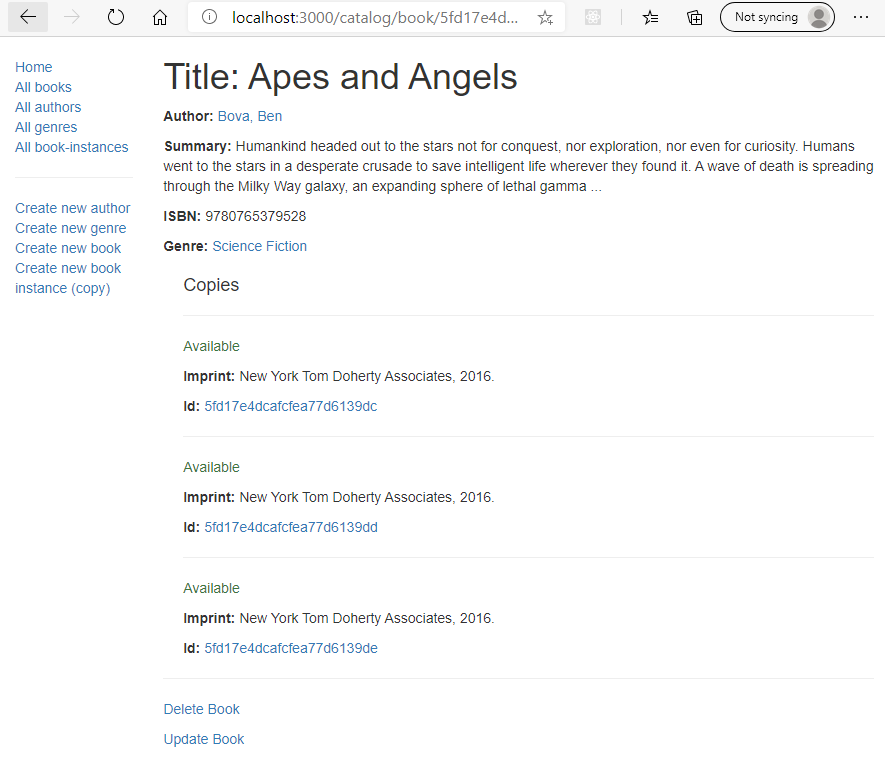 localhost:3000/catalog/book/5fd17e4d...
Not syncing
Home
All books
All authors
All genres
All book-instances
Create new author
Create new genre
Create new book
Create new book
instance (copy)
Title: Apes and Angels
Author: Bova, Ben
Summary: Humankind headed out to the stars not for conquest, nor exploration, nor even for curiosity. Humans
went to the stars in a desperate crusade to save intelligent life wherever they found it. A wave of death is spreading
through the Milky Way galaxy, an expanding sphere of lethal gamma ...
ISBN: 9780765379528
Genre: Science Fiction
Copies
Available
Imprint: New York Tom Doherty Associates, 2016.
Id: 5fd17e4dcafcfea77d6139dc
Available
Imprint: New York Tom Doherty Associates, 2016.
Id: 5fd17e4dcafcfea77d6139dd
Available
Imprint: New York Tom Doherty Associates, 2016.
Id: 5fd17e4dcafcfea77d6139de
Delete Book
Update Book